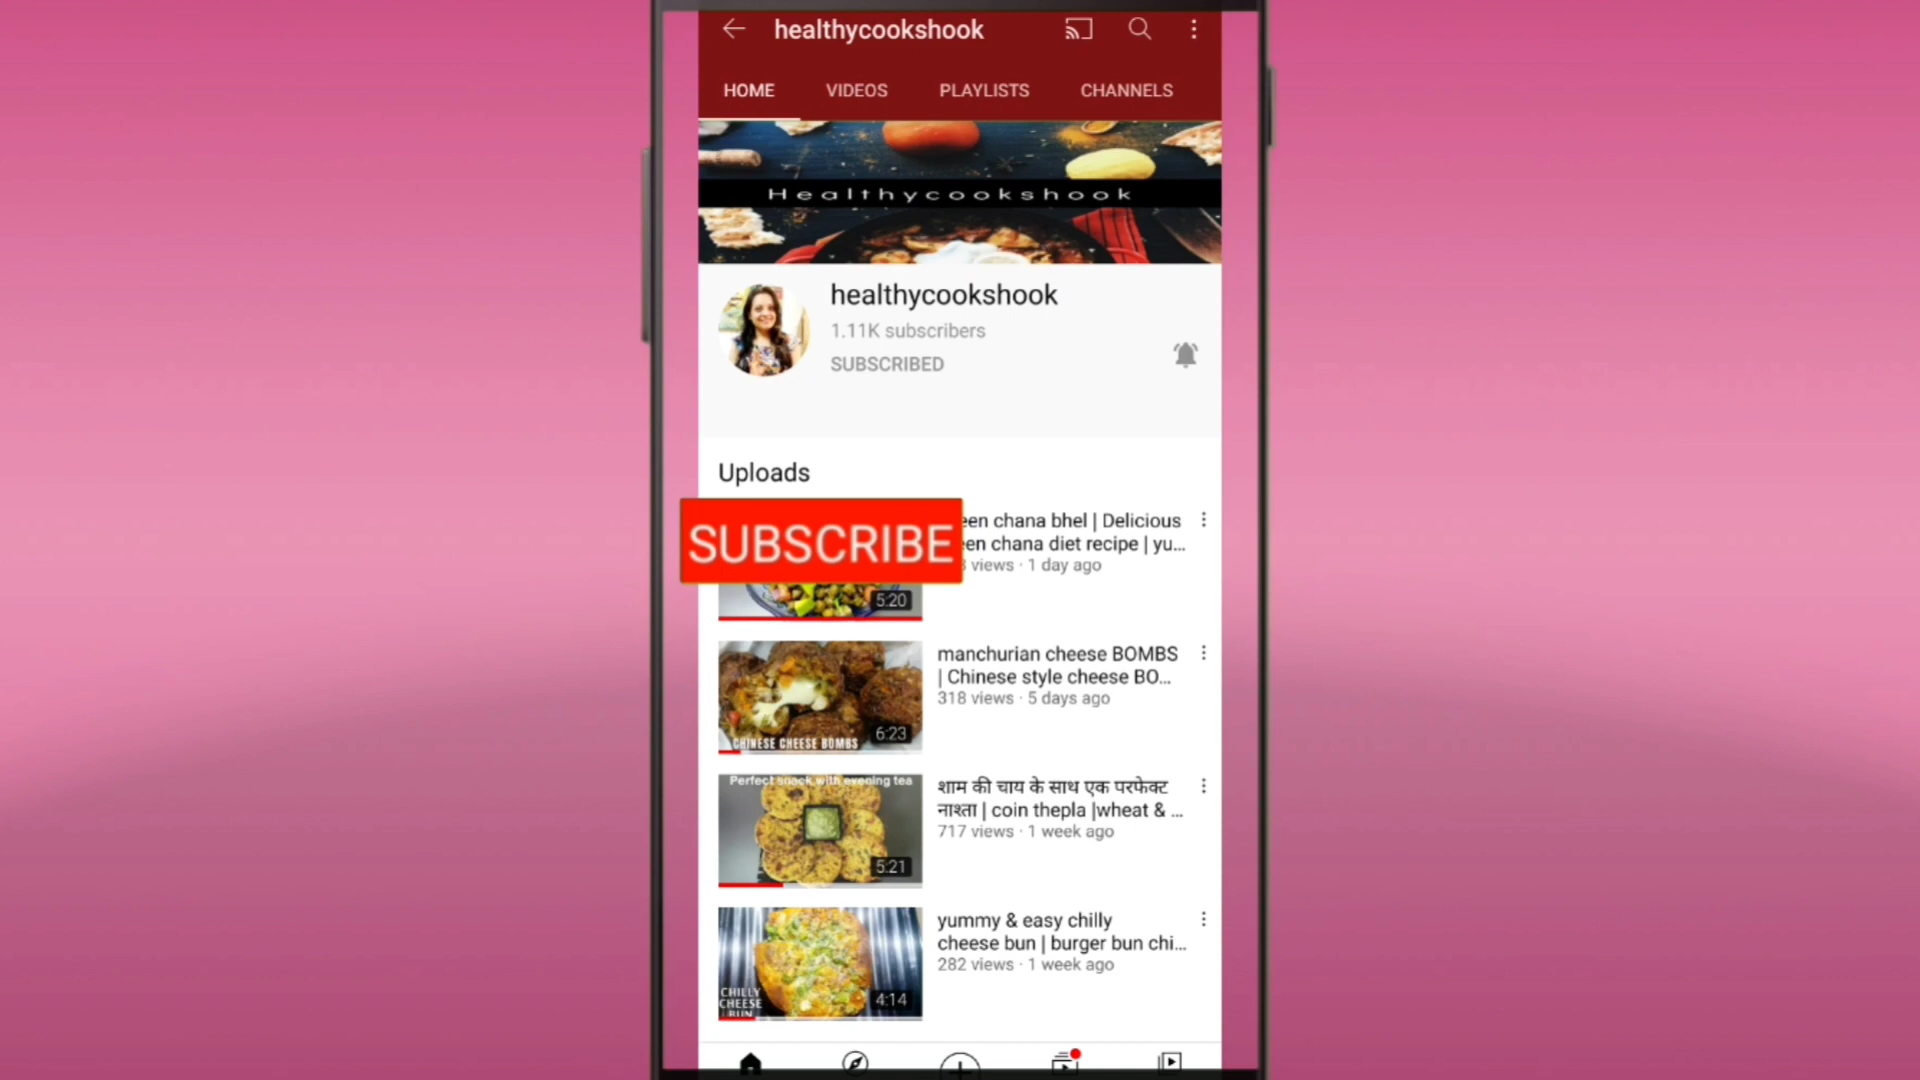 healthycookshook
HOME VIDEOS PLAYLISTS CHANNELS
Healthycookshook
healthycookshook
1.11K subscribers
SUBSCRIBED
Uploads
SUBSCRIBE
chana bhel | Delicious
chana diet recipe | yu...
views · 1 day ago
5:20
manchurian cheese BOMBS
| Chinese style cheese BO...
318 views · 5 days ago
CHINESE CHEESE BOMBS
6:23
Perfect snack with evening tea
शाम की चाय के साथ एक परफेक्ट
नाश्ता | coin thepla |wheat & ...
717 views · 1 week ago
5:21
yummy & easy chilly
cheese bun | burger bun chi...
282 views · 1 week ago
CHILLY
CHEESE
BUN
4:14